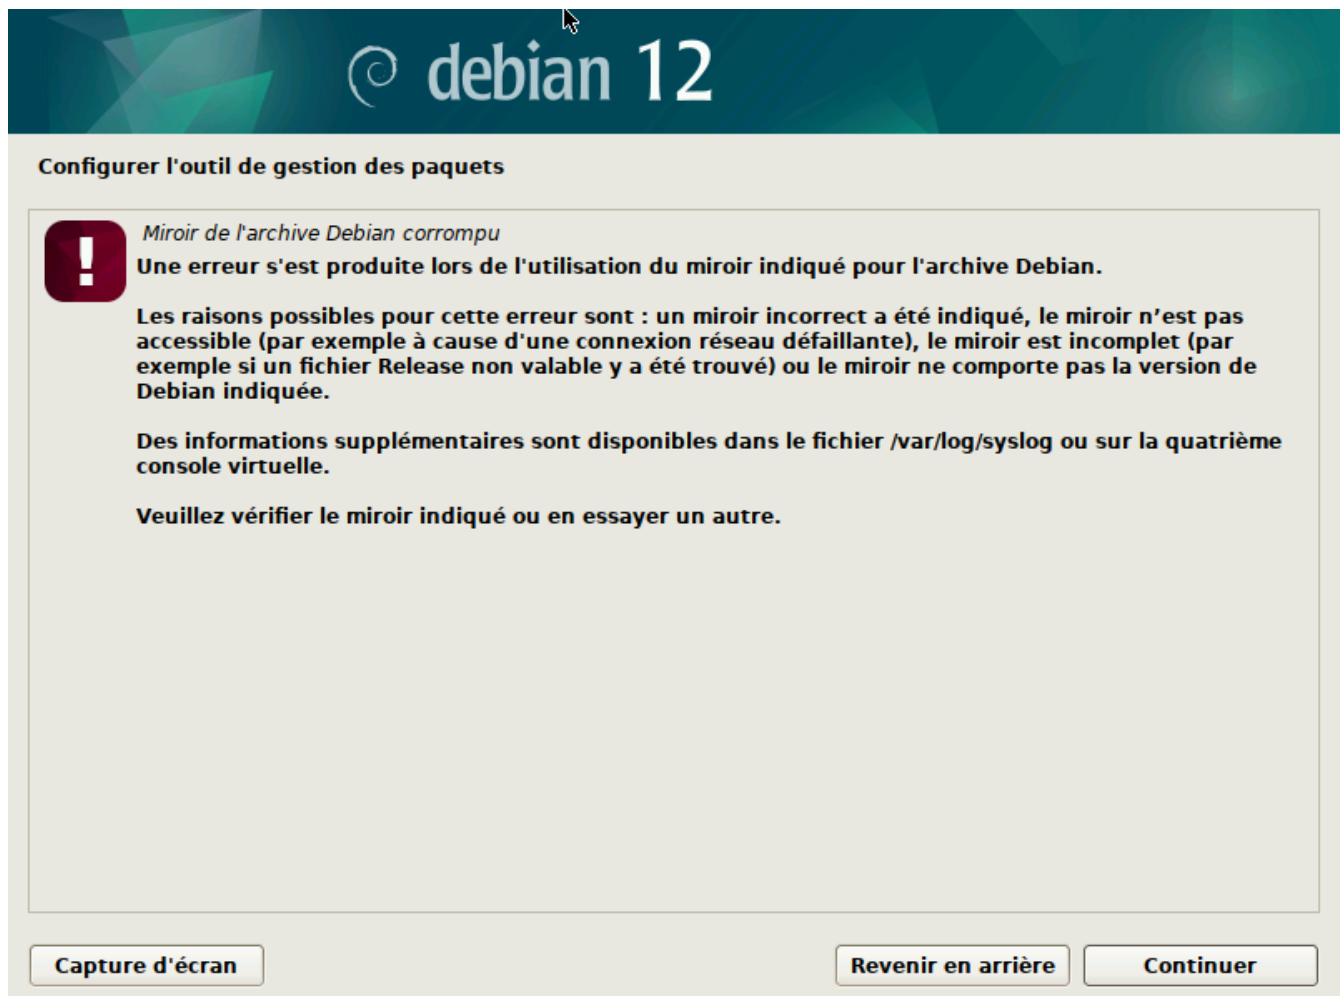 debian 12
Configurer l'outil de gestion des paquets
Miroir de l'archive Debian corrompu
Une erreur s'est produite lors de l'utilisation du miroir indiqué pour l'archive Debian.
Les raisons possibles pour cette erreur sont : un miroir incorrect a été indiqué, le miroir n’est pas
accessible (par exemple à cause d'une connexion réseau défaillante), le miroir est incomplet (par
exemple si un fichier Release non valable y a été trouvé) ou le miroir ne comporte pas la version de
Debian indiquée.
Des informations supplémentaires sont disponibles dans le fichier /var/log/syslog ou sur la quatrième
console virtuelle.
Veuillez vérifier le miroir indiqué ou en essayer un autre.
Capture d'écran
Revenir en arrière
Continuer